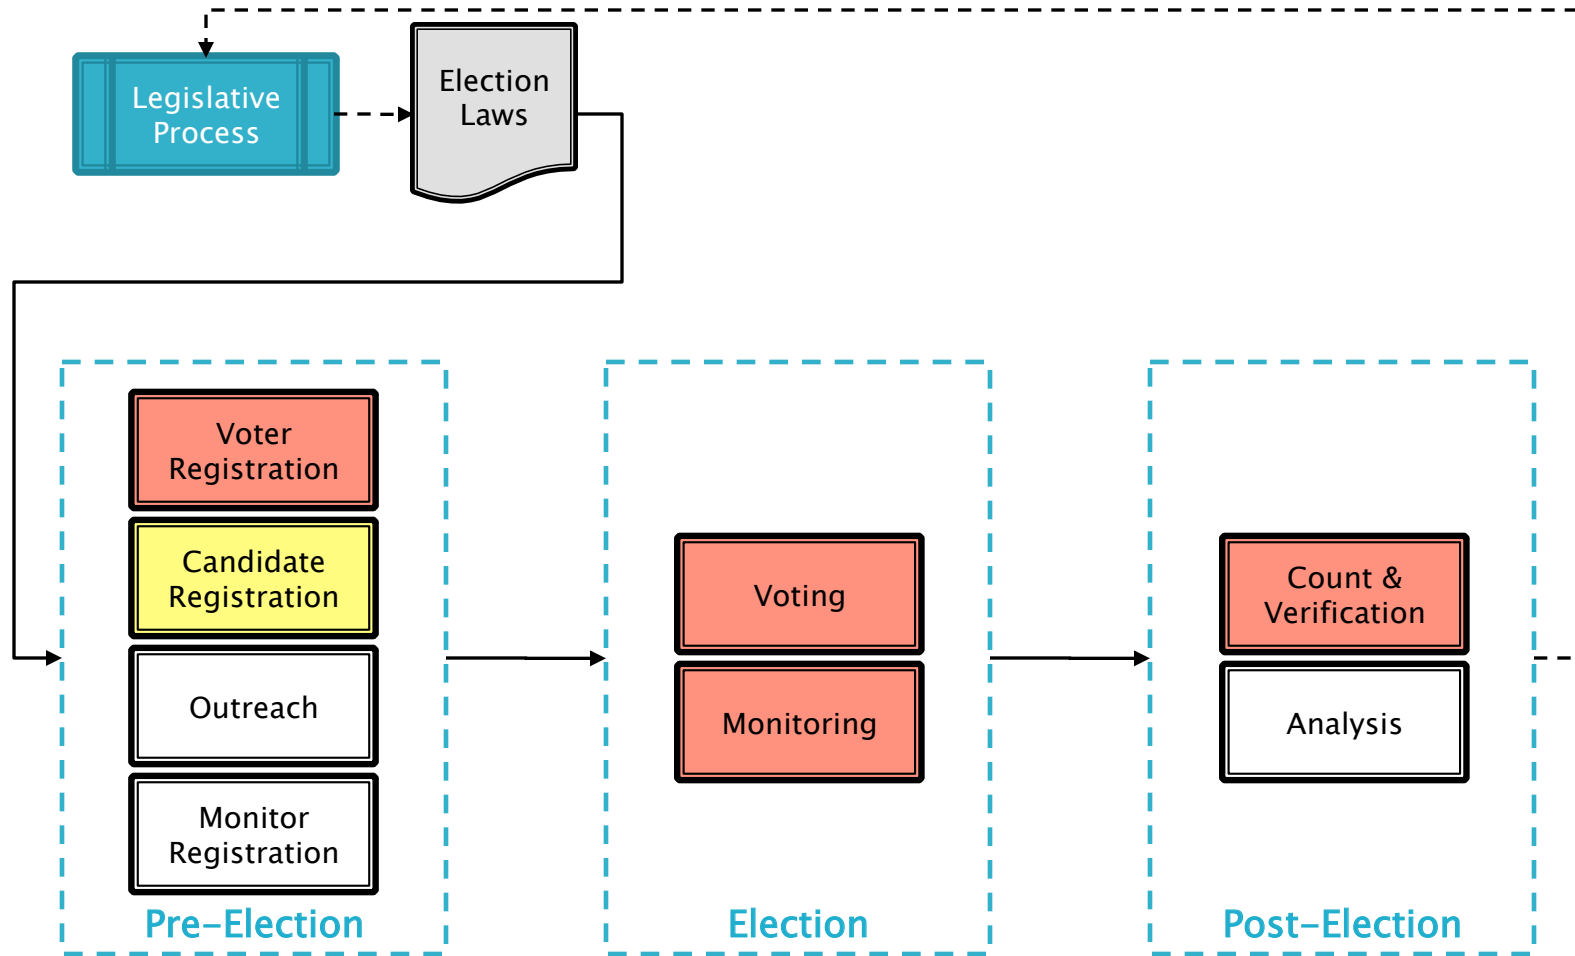 Legislative
Process
Election
Laws
Voter
Registration
Candidate
Registration
Outreach
Monitor
Registration
Pre-Election
Voting
Monitoring
Election
Count &
Verification
Analysis
Post-Election